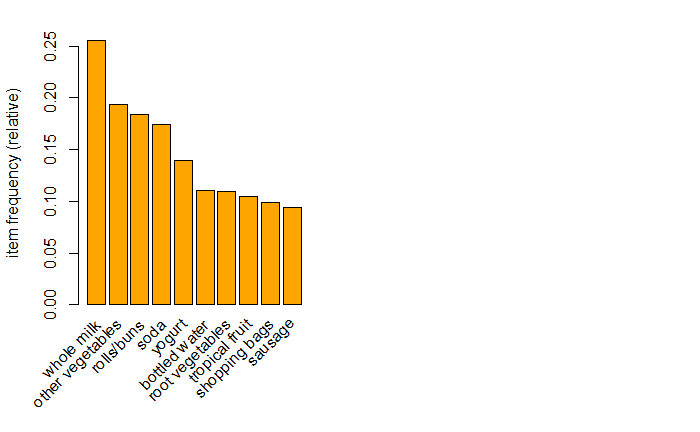 item frequency (relative)
0.25
0.20
0.15
0.10
0.05
0.00
whole milk
other vegetables
rolls/buns
soda
yogurt
bottled water
root vegetables
tropical fruit
shopping bags
sausage